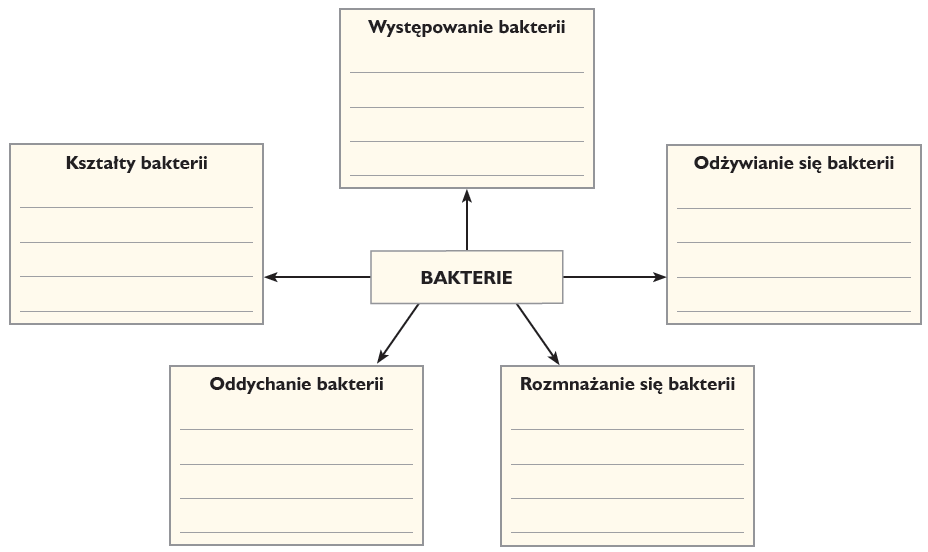 Występowanie bakterii
Kształty bakterii
Odżywianie się bakterii
BAKTERIE
Oddychanie bakterii
Rozmnażanie się bakterii